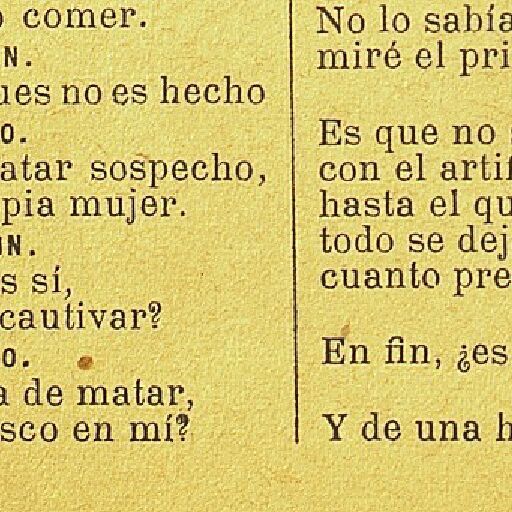 comer.
N.
ues no es hecho
O.
atar sospecho,
pia mujer.
ON.
s sí,
cautivar?
O.
a de matar,
sco en mí?
No lo sabía
miré el pri
Es que no
con el artif
hasta el qu
todo se dej
cuanto pre
En fin, ¿es
Y de una h